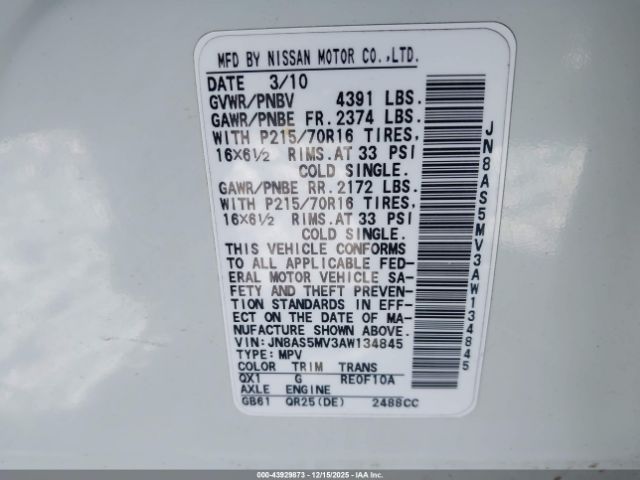 MFD BY NISSAN MOTOR CO.,LTD.
DATE 3/10
GVWR/PNBV 4391 LBS.
GAWR/PNBE FR. 2374 LBS.
WITH P215/70R16 TIRES,
16X6½ RIMS.AT 33 PSI
COLD SINGLE.
GAWR/PNBE RR. 2172 LBS.
WITH P215/70R16 TIRES,
16X6½ RIMS.AT 33 PSI
COLD SINGLE.
THIS VEHICLE CONFORMS
TO ALL APPLICABLE FED-
ERAL MOTOR VEHICLE SA-
FETY AND THEFT PREVEN-
TION STANDARDS IN EFF-
ECT ON THE DATE OF MA-
NUFACTURE SHOWN ABOVE.
VIN: JN8AS5MV3AW134845
TYPE: MPV
COLOR TRIM TRANS
QX1 G RE0F10A
AXLE ENGINE
GB61 QR25(DE) 2488CC
JN8AS5MV3AW134845
000-43929873 - 12/15/2025 - IAAI.COM